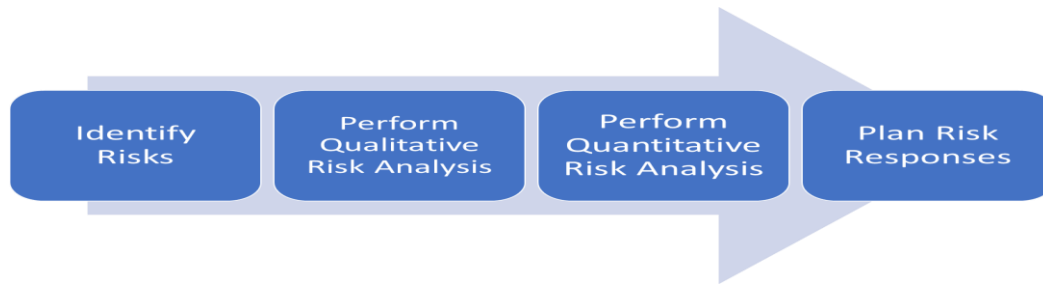 Identify
Risks
Perform
Qualitative
Risk Analysis
Perform
Quantitative
Risk Analysis
Plan Risk
Responses